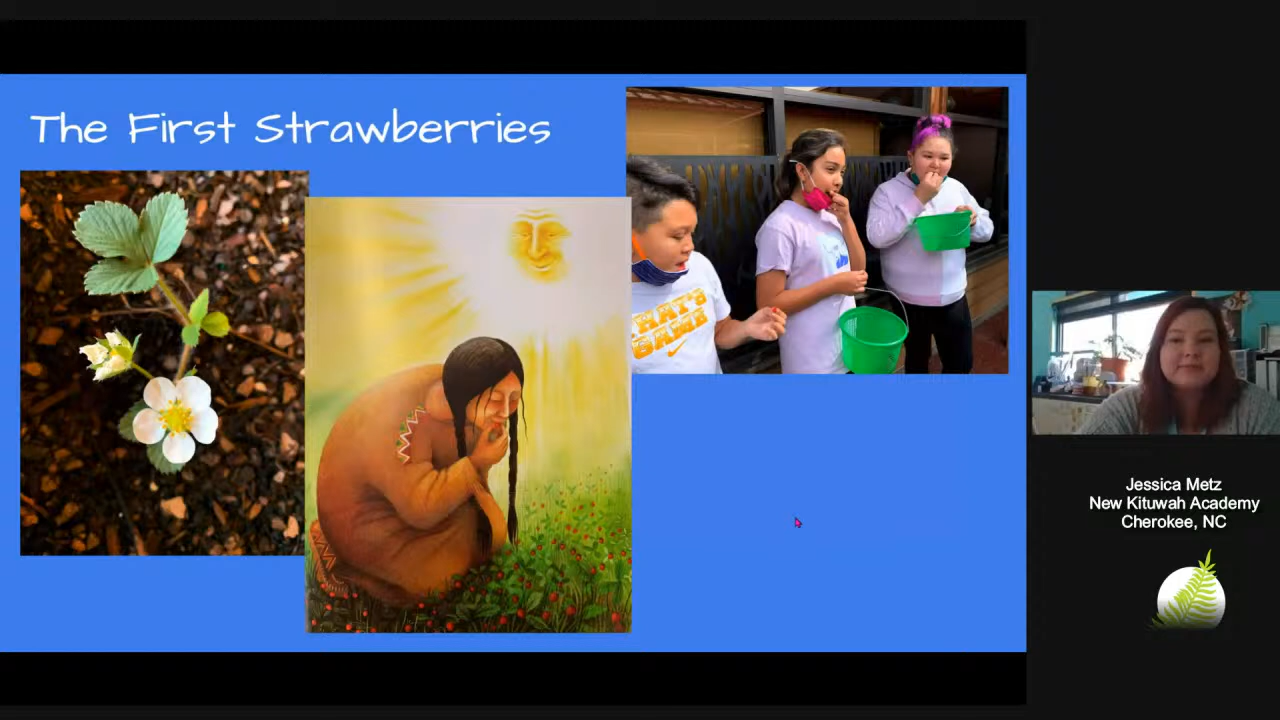 The First Strawberries
THAT'S
GAME
Jessica Metz
New Kituwah Academy
Cherokee, NC